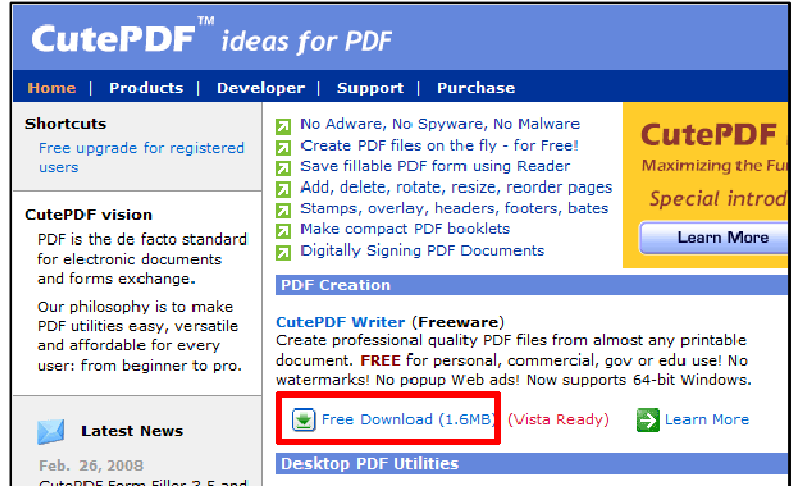 CutePDF™ ideas for PDF
Home | Products | Developer | Support | Purchase
Shortcuts
Free upgrade for registered
users
CutePDF vision
PDF is the de facto standard
for electronic documents
and forms exchange.
Our philosophy is to make
PDF utilities easy, versatile
and affordable for every
user: from beginner to pro.
Latest News
Feb. 26, 2008
CutePDF Form Filler 3.5 and
No Adware, No Spyware, No Malware
Create PDF files on the fly - for Free!
Save fillable PDF form using Reader
Add, delete, rotate, resize, reorder pages
Stamps, overlay, headers, footers, bates
Make compact PDF booklets
Digitally Signing PDF Documents
CutePDF
Maximizing the Fu
Special introd
Learn More
PDF Creation
CutePDF Writer (Freeware)
Create professional quality PDF files from almost any printable
document. FREE for personal, commercial, gov or edu use! No
watermarks! No popup Web ads! Now supports 64-bit Windows.
Free Download (1.6MB) (Vista Ready) Learn More
Desktop PDF Utilities